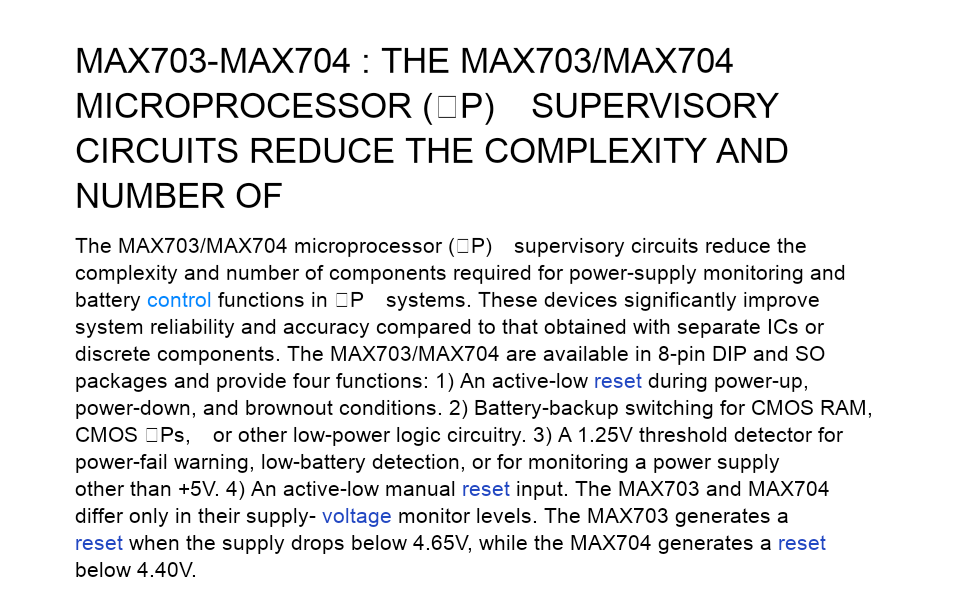 MAX703-MAX704 : THE MAX703/MAX704
MICROPROCESSOR (□P) SUPERVISORY
CIRCUITS REDUCE THE COMPLEXITY AND
NUMBER OF
The MAX703/MAX704 microprocessor (□P) supervisory circuits reduce the
complexity and number of components required for power-supply monitoring and
battery control functions in □P systems. These devices significantly improve
system reliability and accuracy compared to that obtained with separate ICs or
discrete components. The MAX703/MAX704 are available in 8-pin DIP and SO
packages and provide four functions: 1) An active-low reset during power-up,
power-down, and brownout conditions. 2) Battery-backup switching for CMOS RAM,
CMOS □Ps, or other low-power logic circuitry. 3) A 1.25V threshold detector for
power-fail warning, low-battery detection, or for monitoring a power supply
other than +5V. 4) An active-low manual reset input. The MAX703 and MAX704
differ only in their supply- voltage monitor levels. The MAX703 generates a
reset when the supply drops below 4.65V, while the MAX704 generates a reset
below 4.40V.